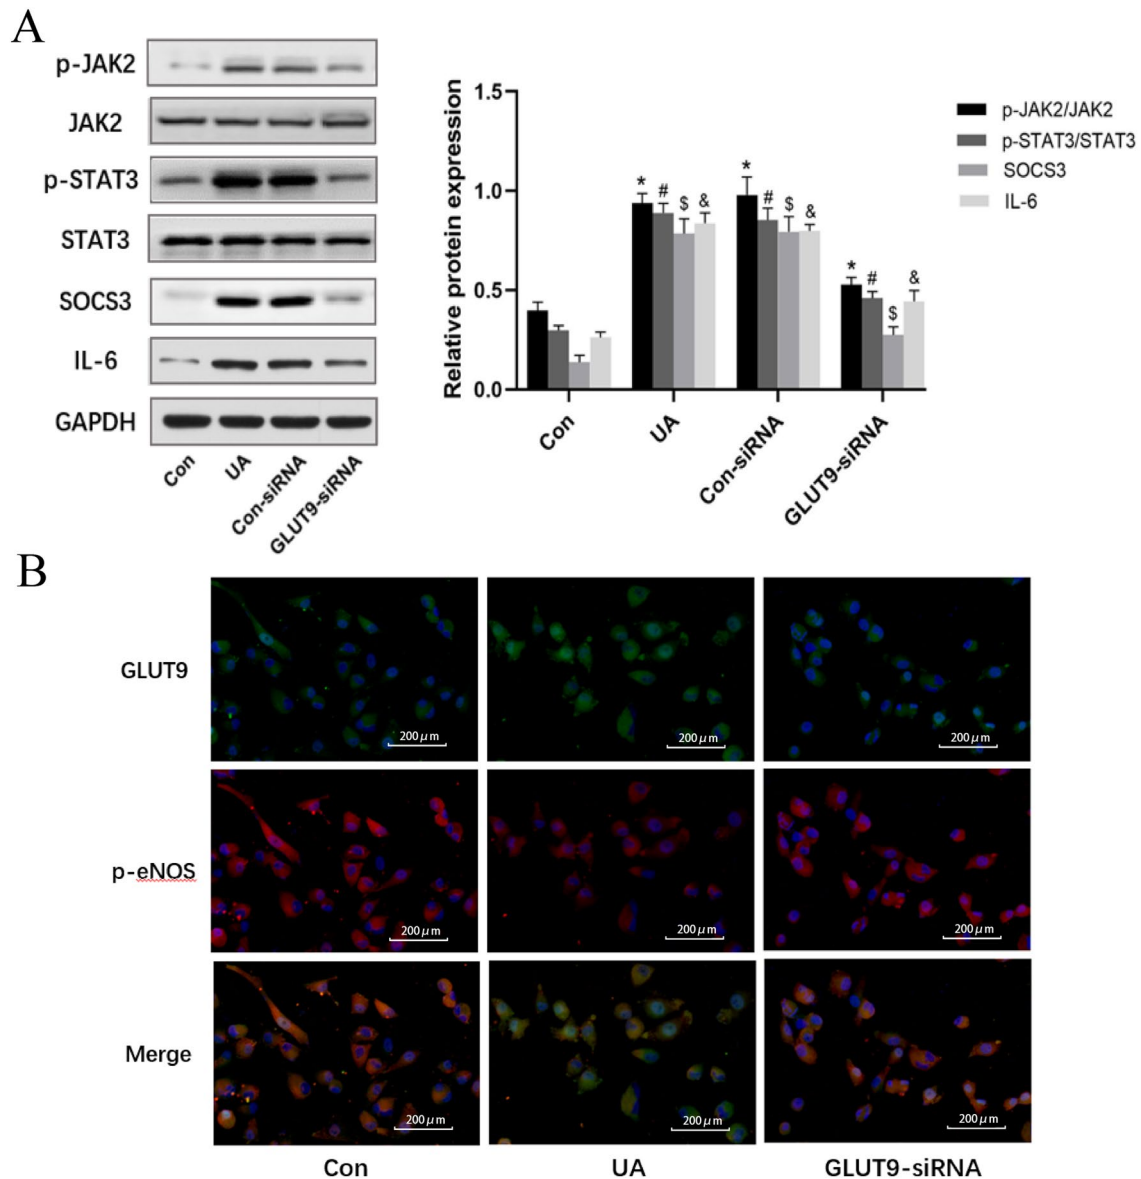 A
p-JAK2
JAK2
p-STAT3
STAT3
SOCS3
IL-6
GAPDH
Con
UA
Con-siRNA
GLUT9-siRNA
Relative protein expression
1.5
1.0
0.5
0.0
* # $ &
* # $ &
* # $ &
Con
UA
Con-siRNA
GLUT9-siRNA
p-JAK2/JAK2
p-STAT3/STAT3
SOCS3
IL-6
B
GLUT9
200μm
200μm
200μm
p-eNOS
200μm
200μm
200μm
Merge
200μm
200μm
200μm
Con
UA
GLUT9-siRNA